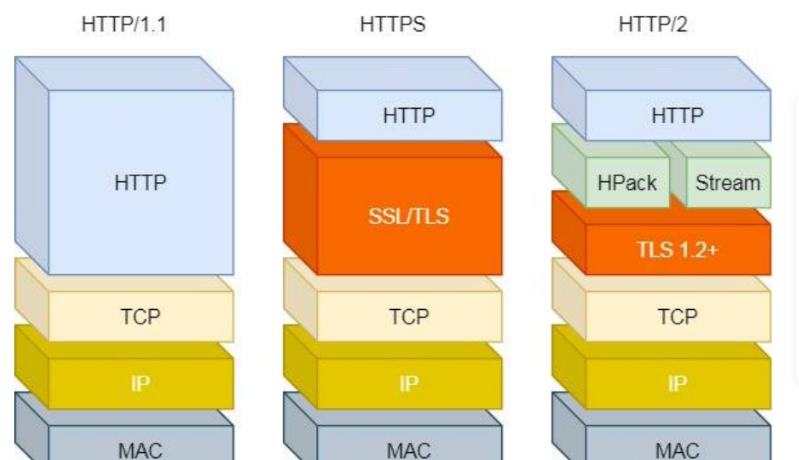 HTTP/1.1
HTTPS
HTTP/2
HTTP
TCP
IP
MAC
HTTP
SSL/TLS
TCP
IP
MAC
HTTP
HPack
Stream
TLS 1.2+
TCP
IP
MAC